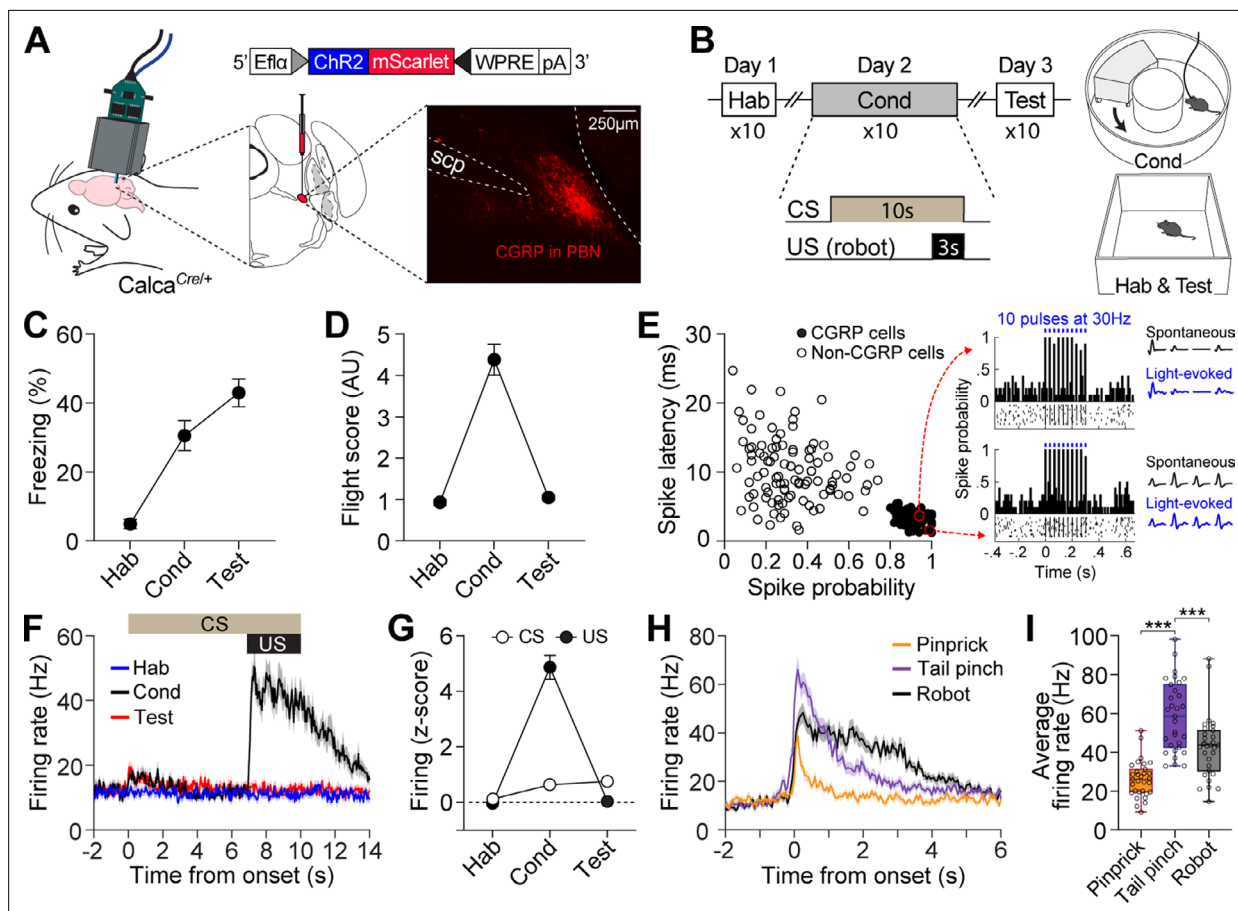 A
5' EfIα ChR2 mScarlet WPRE pA 3'
250μm
scp
CGRP in PBN
Calca^Cre/+
B
Day 1 Day 2 Day 3
Hab Cond Test
x10 x10 x10
CS 10s
US (robot) 3s
Cond
Hab & Test
C
Freezing (%)
60
40
20
0
Hab Cond Test
D
Flight score (AU)
5
4
3
2
1
0
Hab Cond Test
E
CGRP cells
Non-CGRP cells
Spike latency (ms)
30
20
10
0
0 0.2 0.4 0.6 0.8 1
Spike probability
10 pulses at 30Hz
Spike probability
1
.5
0
1
Spontaneous
Light-evoked
1
.5
0
1
Spontaneous
Light-evoked
-.4 -.2 0 .2 .4 .6
Time (s)
F
CS
US
Hab
Cond
Test
Firing rate (Hz)
60
40
20
0
-2 0 2 4 6 8 10 12 14
Time from onset (s)
G
CS US
Firing (z-score)
6
4
2
0
Hab Cond Test
H
Pinprick
Tail pinch
Robot
Firing rate (Hz)
80
60
40
20
0
-2 -1 0 1 2 3 4 5 6
Time from onset (s)
I
*** ***
Average
firing rate (Hz)
100
80
60
40
20
0
Pinprick Tail pinch Robot